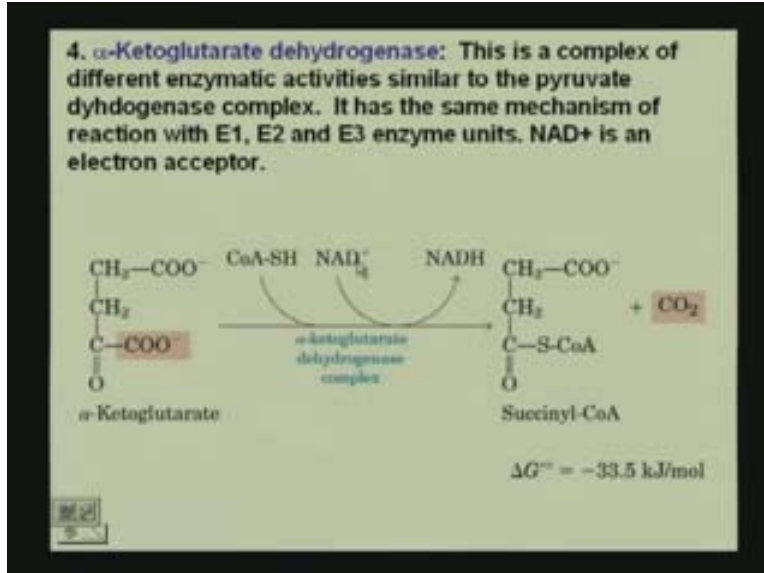 4. α-Ketoglutarate dehydrogenase: This is a complex of
different enzymatic activities similar to the pyruvate
dyhdogenase complex. It has the same mechanism of
reaction with E1, E2 and E3 enzyme units. NAD+ is an
electron acceptor.
CH₂—COO⁻ CoA-SH NAD⁺ NADH CH₂—COO⁻
CH₂ CH₂ + CO₂
C—COO⁻ α-ketoglutarate C—S-CoA
dehydrogenase
O complex O
α-Ketoglutarate Succinyl-CoA
ΔG'° = −33.5 kJ/mol